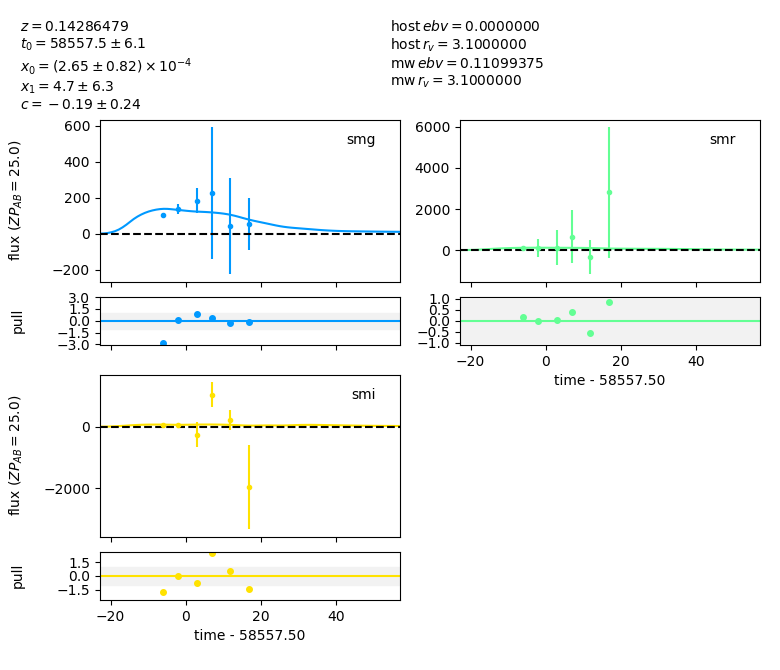 z = 0.14286479
t0 = 58557.5 ± 6.1
x0 = (2.65 ± 0.82) × 10^−4
x1 = 4.7 ± 6.3
c = −0.19 ± 0.24
host ebv = 0.0000000
host rv = 3.1000000
mw ebv = 0.11099375
mw rv = 3.1000000
smg
600
400
200
0
−200
flux (ZPAB = 25.0)
smr
6000
4000
2000
0
3.0
1.5
0.0
−1.5
−3.0
pull
1.0
0.5
0.0
−0.5
−1.0
−20 0 20 40
time - 58557.50
smi
0
−2000
flux (ZPAB = 25.0)
1.5
0.0
−1.5
pull
−20 0 20 40
time - 58557.50